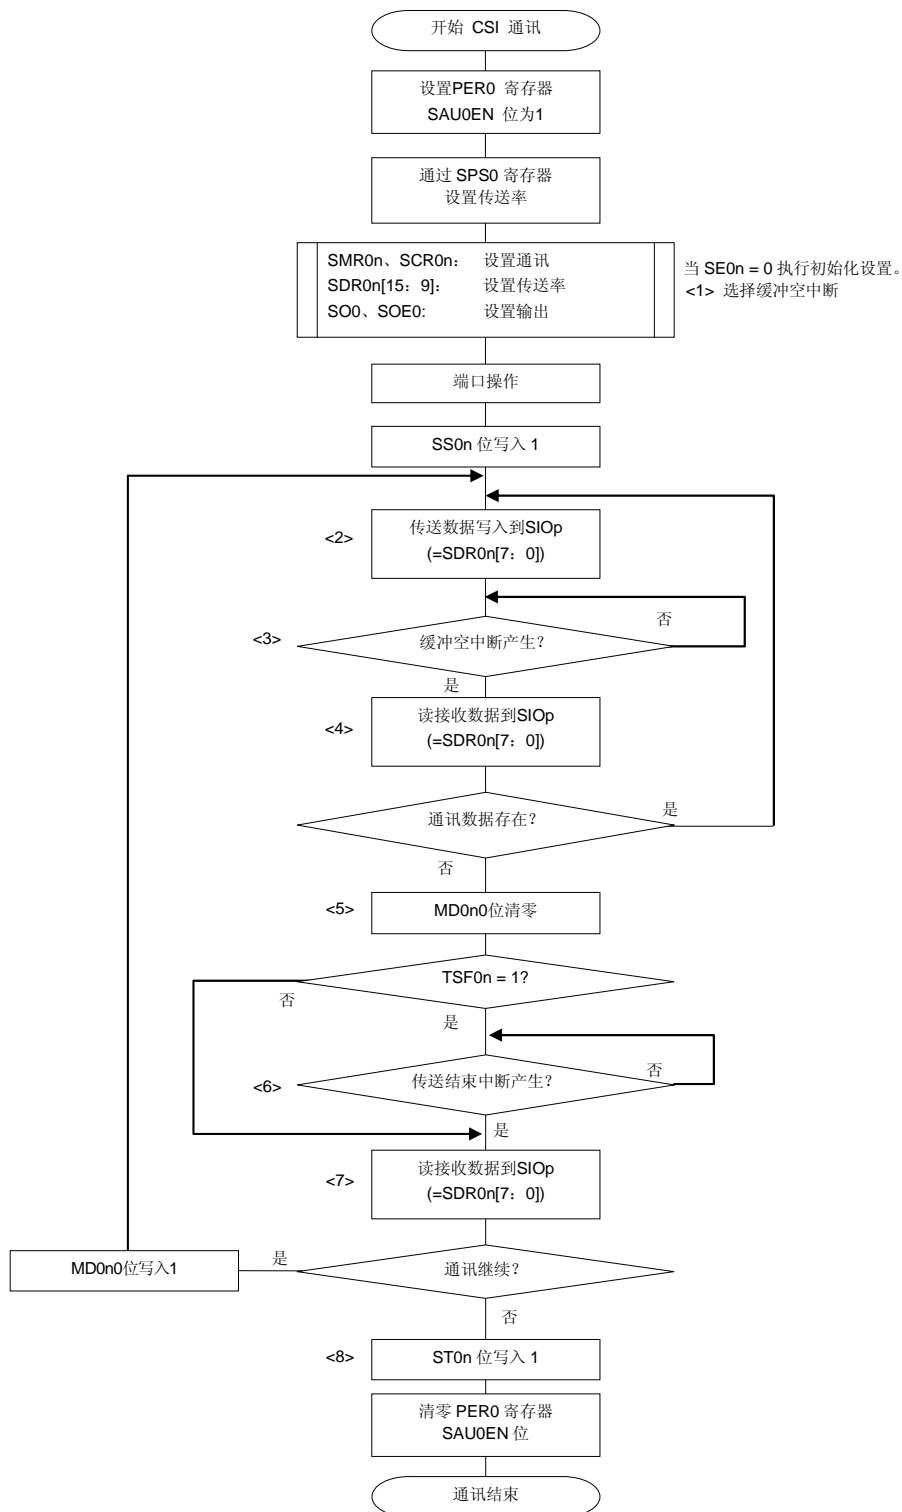 开始 CSI 通讯
设置PER0 寄存器
SAU0EN 位为1
通过 SPS0 寄存器
设置传送率
SMR0n、SCR0n: 设置通讯
SDR0n[15：9]: 设置传送率
SO0、SOE0: 设置输出
当 SE0n = 0 执行初始化设置。
<1> 选择缓冲空中断
端口操作
SS0n 位写入 1
<2>
传送数据写入到SIOp
(=SDR0n[7：0])
否
<3>
缓冲空中断产生？
是
<4>
读接收数据到SIOp
(=SDR0n[7：0])
通讯数据存在？
是
否
<5>
MD0n0位清零
TSF0n = 1?
否
是
<6>
传送结束中断产生？
否
是
<7>
读接收数据到SIOp
(=SDR0n[7：0])
MD0n0位写入1
是
通讯继续？
否
<8>
ST0n 位写入 1
清零 PER0 寄存器
SAU0EN 位
通讯结束